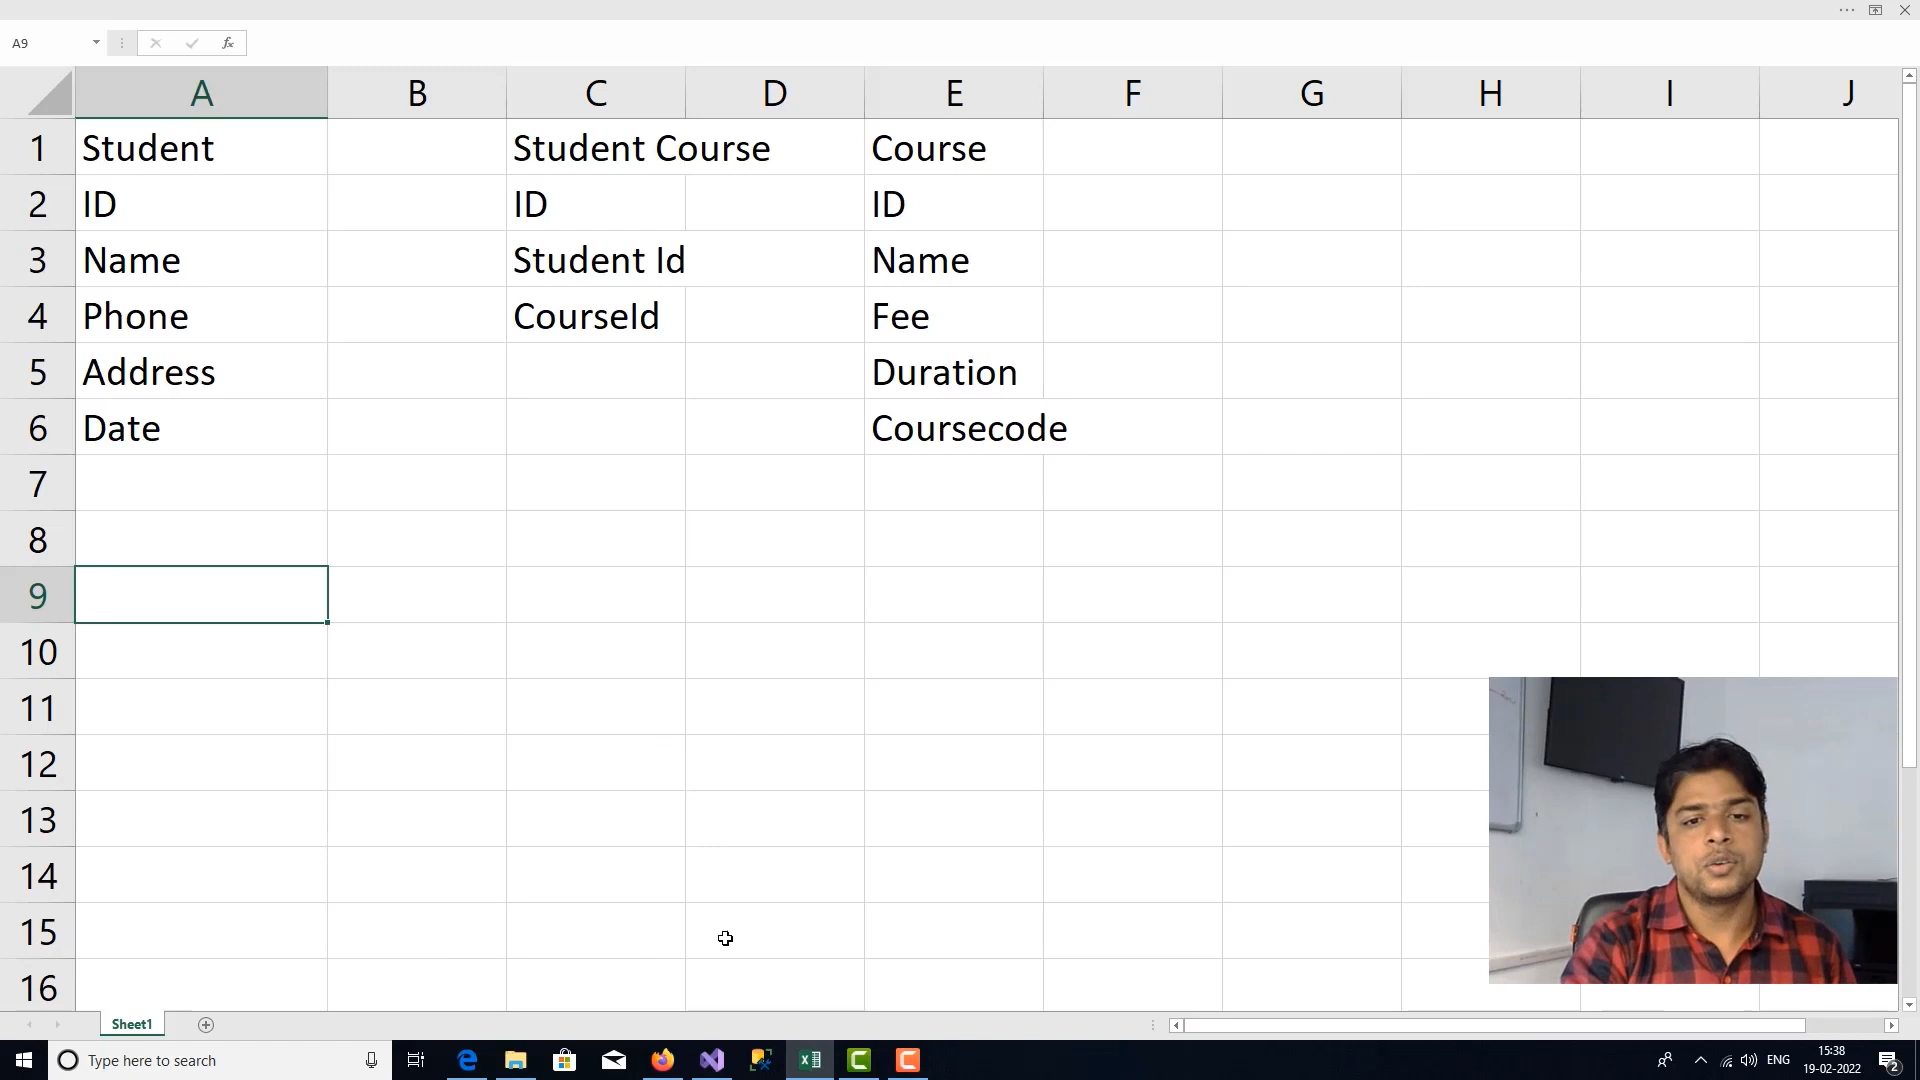 A9
fx
A B C D E F G H I J
1 Student Student Course Course
2 ID ID ID
3 Name Student Id Name
4 Phone CourseId Fee
5 Address Duration
6 Date Coursecode
7
8
9
10
11
12
13
14
15
16
Sheet1
Type here to search
ENG
15:38
19-02-2022
2